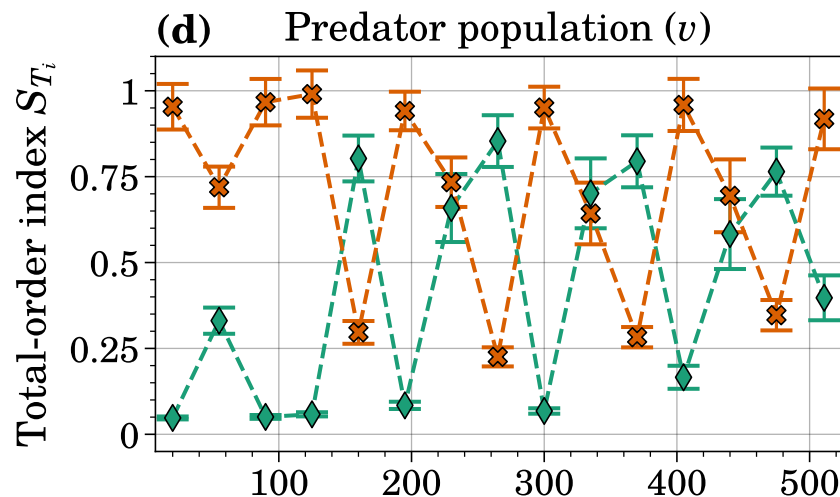 (d) Predator population (v)
Total-order index S_{T_i}
1
0.75
0.5
0.25
0
100 200 300 400 500